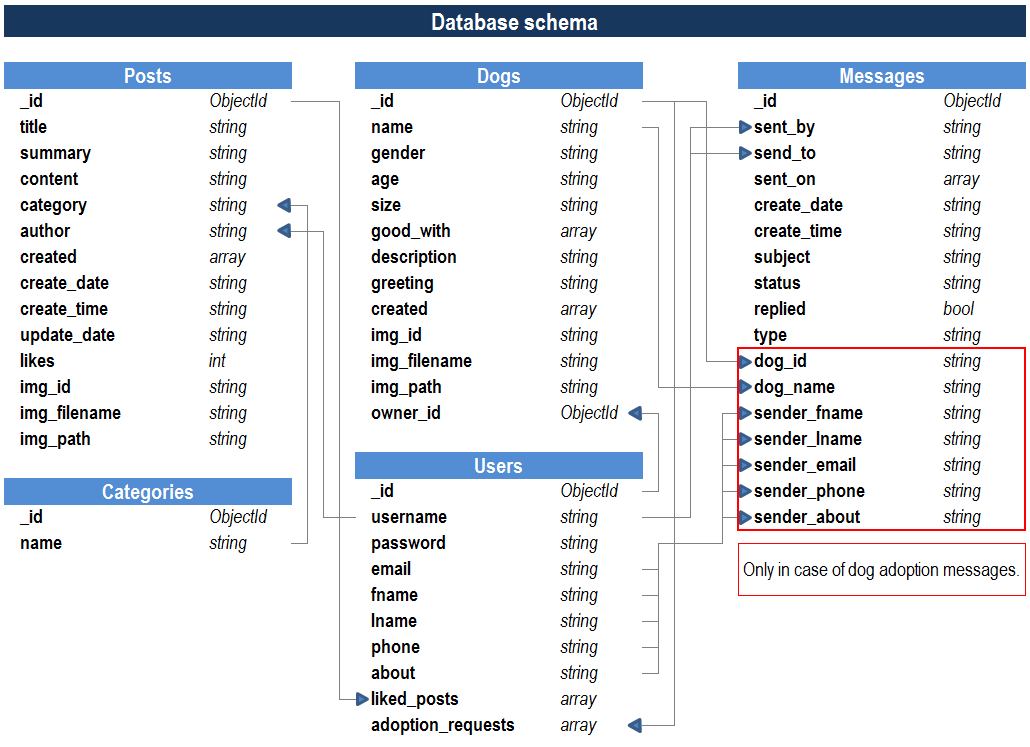 Database schema
Posts
_id ObjectId
title string
summary string
content string
category string
author string
created array
create_date string
create_time string
update_date string
likes int
img_id string
img_filename string
img_path string
Categories
_id ObjectId
name string
Dogs
_id ObjectId
name string
gender string
age string
size string
good_with array
description string
greeting string
created array
img_id string
img_filename string
img_path string
owner_id ObjectId
Users
_id ObjectId
username string
password string
email string
fname string
lname string
phone string
about string
liked_posts array
adoption_requests array
Messages
_id ObjectId
sent_by string
send_to string
sent_on array
create_date string
create_time string
subject string
status string
replied bool
type string
dog_id string
dog_name string
sender_fname string
sender_lname string
sender_email string
sender_phone string
sender_about string
Only in case of dog adoption messages.